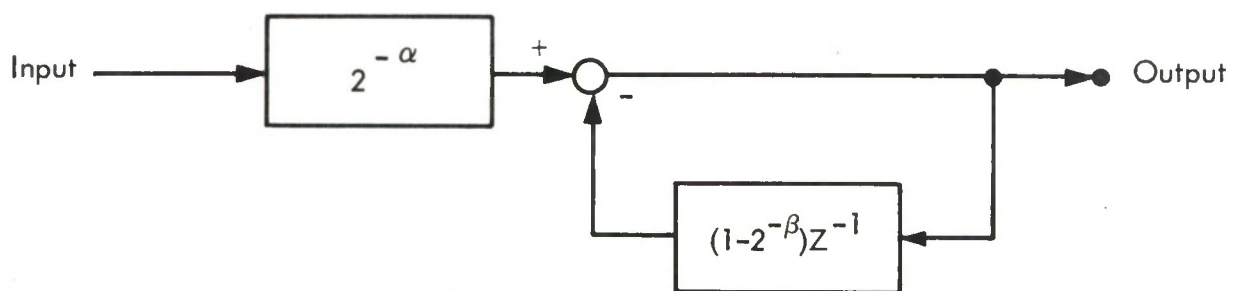 Input
2^{-α}
+
-
Output
(1-2^{-β})Z^{-1}